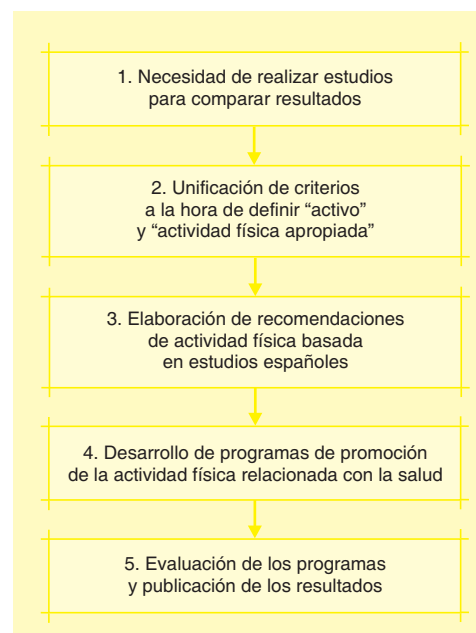 1. Necesidad de realizar estudios
para comparar resultados
2. Unificación de criterios
a la hora de definir “activo”
y “actividad física apropiada”
3. Elaboración de recomendaciones
de actividad física basada
en estudios españoles
4. Desarrollo de programas de promoción
de la actividad física relacionada con la salud
5. Evaluación de los programas
y publicación de los resultados